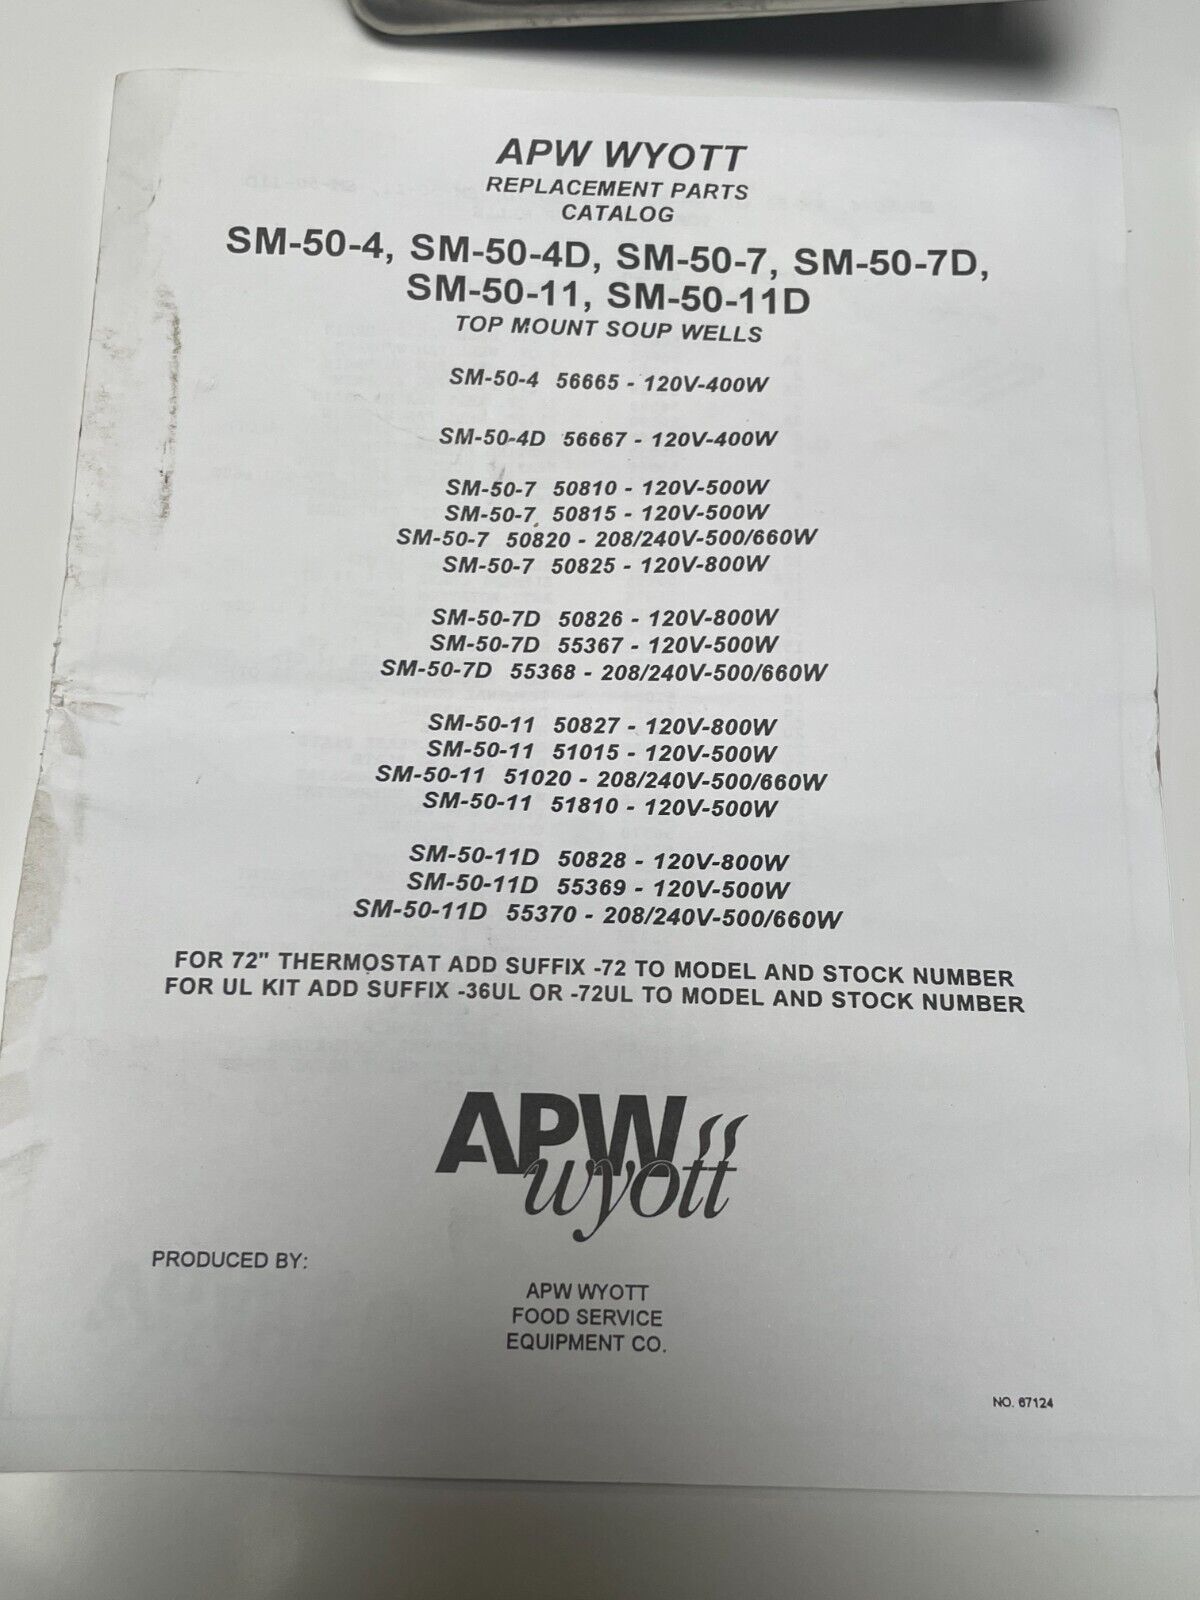 APW WYOTT
REPLACEMENT PARTS
CATALOG
SM-50-4, SM-50-4D, SM-50-7, SM-50-7D,
SM-50-11, SM-50-11D
TOP MOUNT SOUP WELLS
SM-50-4 56665 - 120V-400W
SM-50-4D 56667 - 120V-400W
SM-50-7 50810 - 120V-500W
SM-50-7 50815 - 120V-500W
SM-50-7 50820 - 208/240V-500/660W
SM-50-7 50825 - 120V-800W
SM-50-7D 50826 - 120V-800W
SM-50-7D 55367 - 120V-500W
SM-50-7D 55368 - 208/240V-500/660W
SM-50-11 50827 - 120V-800W
SM-50-11 51015 - 120V-500W
SM-50-11 51020 - 208/240V-500/660W
SM-50-11 51810 - 120V-500W
SM-50-11D 50828 - 120V-800W
SM-50-11D 55369 - 120V-500W
SM-50-11D 55370 - 208/240V-500/660W
FOR 72" THERMOSTAT ADD SUFFIX -72 TO MODEL AND STOCK NUMBER
FOR UL KIT ADD SUFFIX -36UL OR -72UL TO MODEL AND STOCK NUMBER
APW
wyott
PRODUCED BY:
APW WYOTT
FOOD SERVICE
EQUIPMENT CO.
NO. 67124